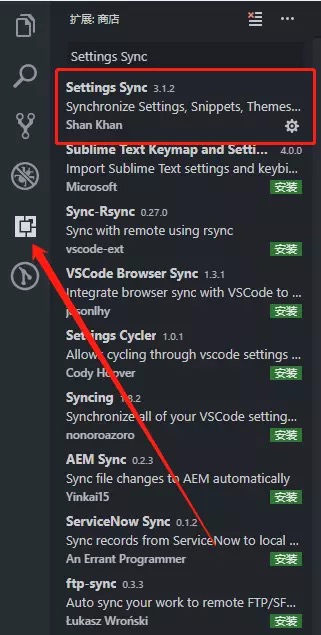 扩展: 商店
Settings Sync
Settings Sync 3.1.2
Synchronize Settings, Snippets, Themes...
Shan Khan
Sublime Text Keymap and Setti... 4.0.0
Import Sublime Text settings and keybi...
Microsoft 安装
Sync-Rsync 0.27.0
Sync with remote using rsync
vscode-ext 安装
VSCode Browser Sync 1.3.1
Integrate browser sync with VSCode to ...
jasonlhy 安装
Settings Cycler 1.0.1
Allows cycling through vscode settings ...
Cody Hoover 安装
Syncing 1.8.2
Synchronize all of your VSCode setting...
nonoroazoro 安装
AEM Sync 0.2.3
Sync file changes to AEM automatically
Yinkai15 安装
ServiceNow Sync 0.1.2
Sync records from ServiceNow to local ...
An Errant Programmer 安装
ftp-sync 0.3.3
Auto sync your work to remote FTP/SF...
Łukasz Wroński 安装